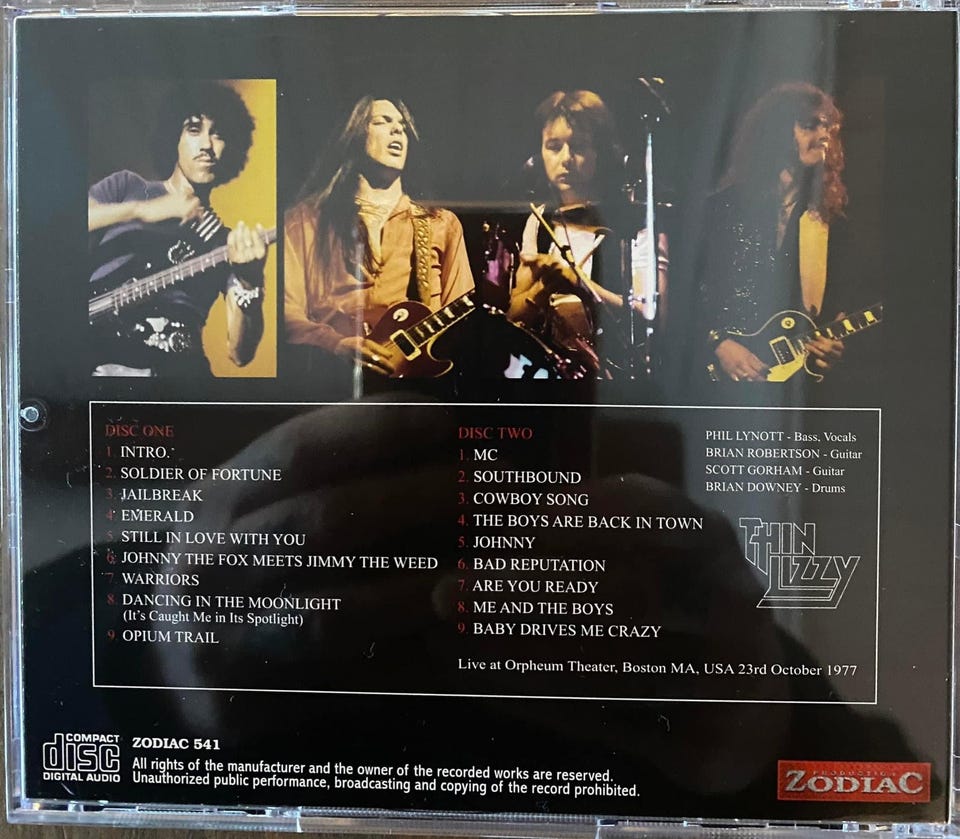 DISC ONE
1. INTRO.
2. SOLDIER OF FORTUNE
3. JAILBREAK
4. EMERALD
5. STILL IN LOVE WITH YOU
6. JOHNNY THE FOX MEETS JIMMY THE WEED
7. WARRIORS
8. DANCING IN THE MOONLIGHT
(It's Caught Me in Its Spotlight)
9. OPIUM TRAIL
DISC TWO
1. MC
2. SOUTHBOUND
3. COWBOY SONG
4. THE BOYS ARE BACK IN TOWN
5. JOHNNY
6. BAD REPUTATION
7. ARE YOU READY
8. ME AND THE BOYS
9. BABY DRIVES ME CRAZY
PHIL LYNOTT - Bass. Vocals
BRIAN ROBERTSON - Guitar
SCOTT GORHAM - Guitar
BRIAN DOWNEY - Drums
THIN
LIZZY
Live at Orpheum Theater, Boston MA, USA 23rd October 1977
COMPACT
disc
DIGITAL AUDIO
ZODIAC 541
All rights of the manufacturer and the owner of the recorded works are reserved.
Unauthorized public performance, broadcasting and copying of the record prohibited.
PRODUCTION
ZODIAC